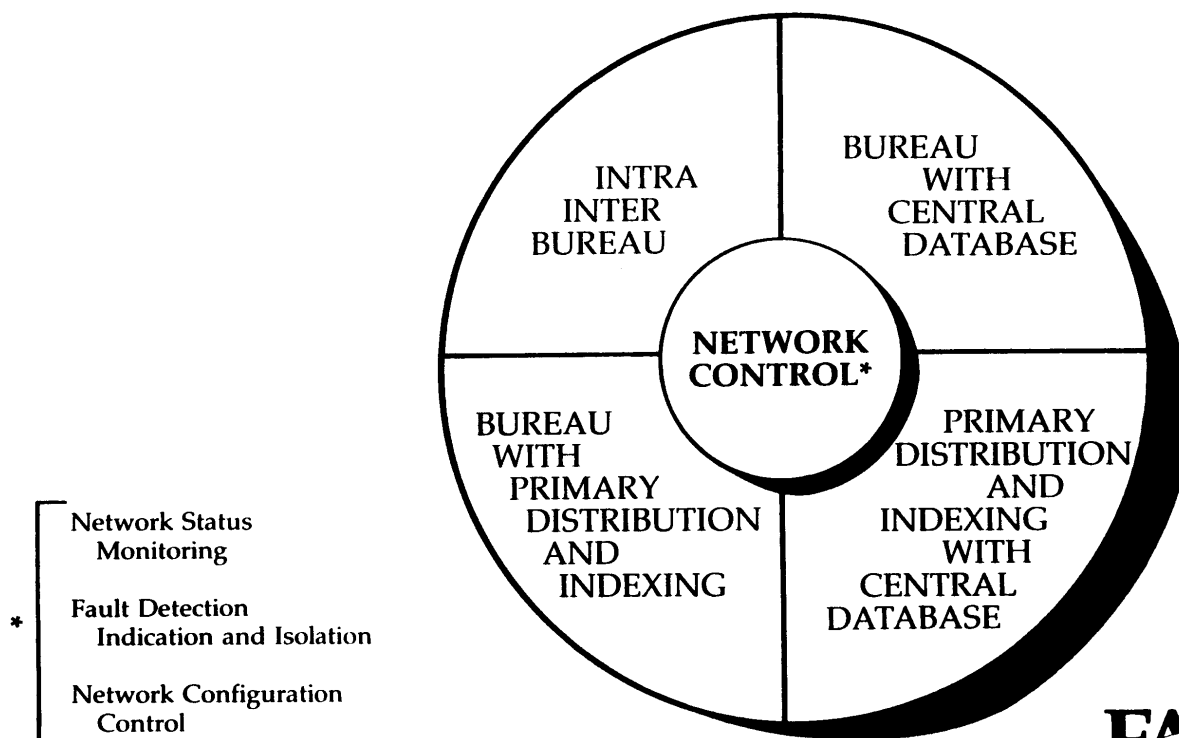 INTRA
INTER
BUREAU
BUREAU
WITH
CENTRAL
DATABASE
NETWORK
CONTROL*
BUREAU
WITH
PRIMARY
DISTRIBUTION
AND
INDEXING
PRIMARY
DISTRIBUTION
AND
INDEXING
WITH
CENTRAL
DATABASE
*
Network Status
Monitoring
Fault Detection
Indication and Isolation
Network Configuration
Control